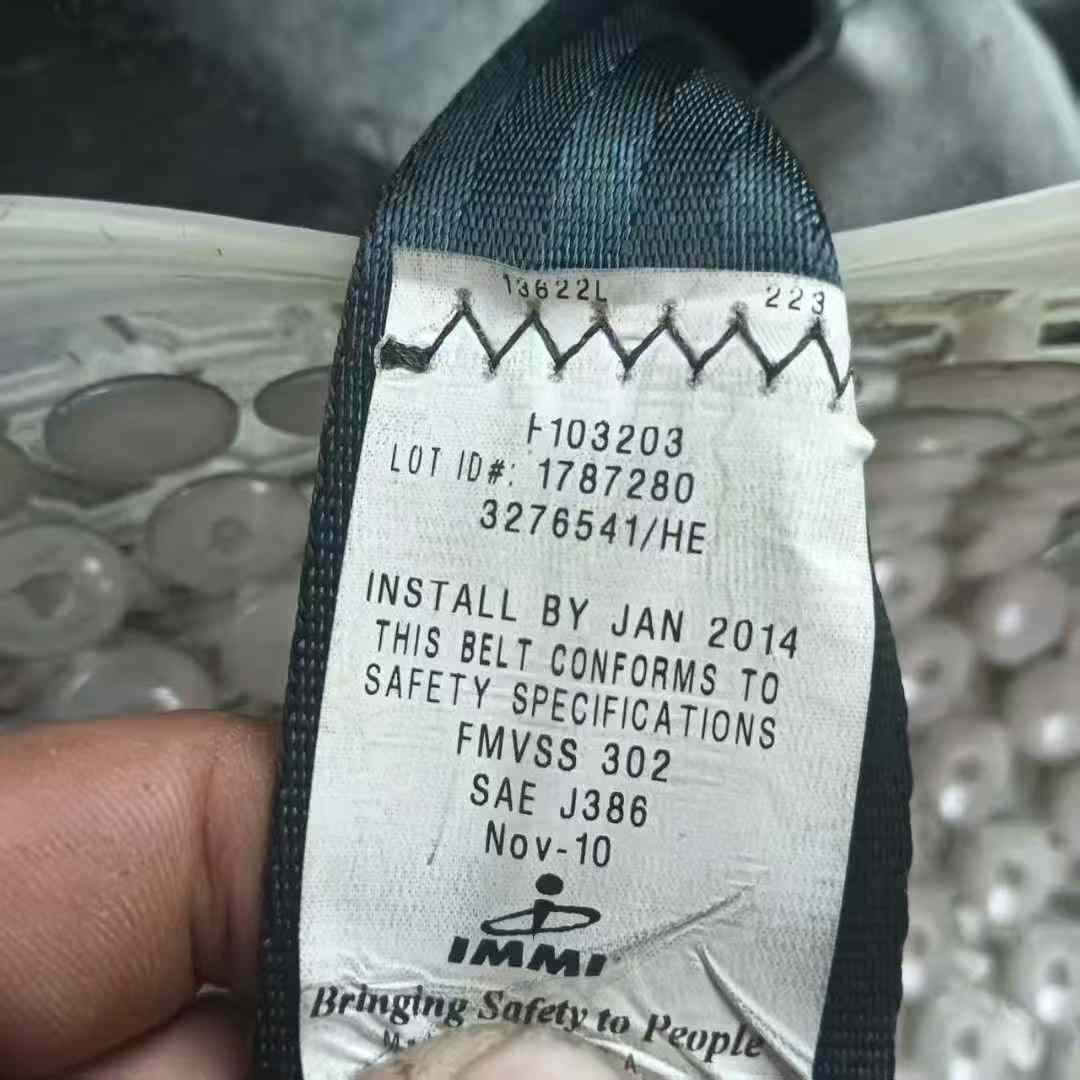 13622L 223
H103203
LOT ID#: 1787280
3276541/HE
INSTALL BY JAN 2014
THIS BELT CONFORMS TO
SAFETY SPECIFICATIONS
FMVSS 302
SAE J386
Nov-10
IMMI
Bringing Safety to People